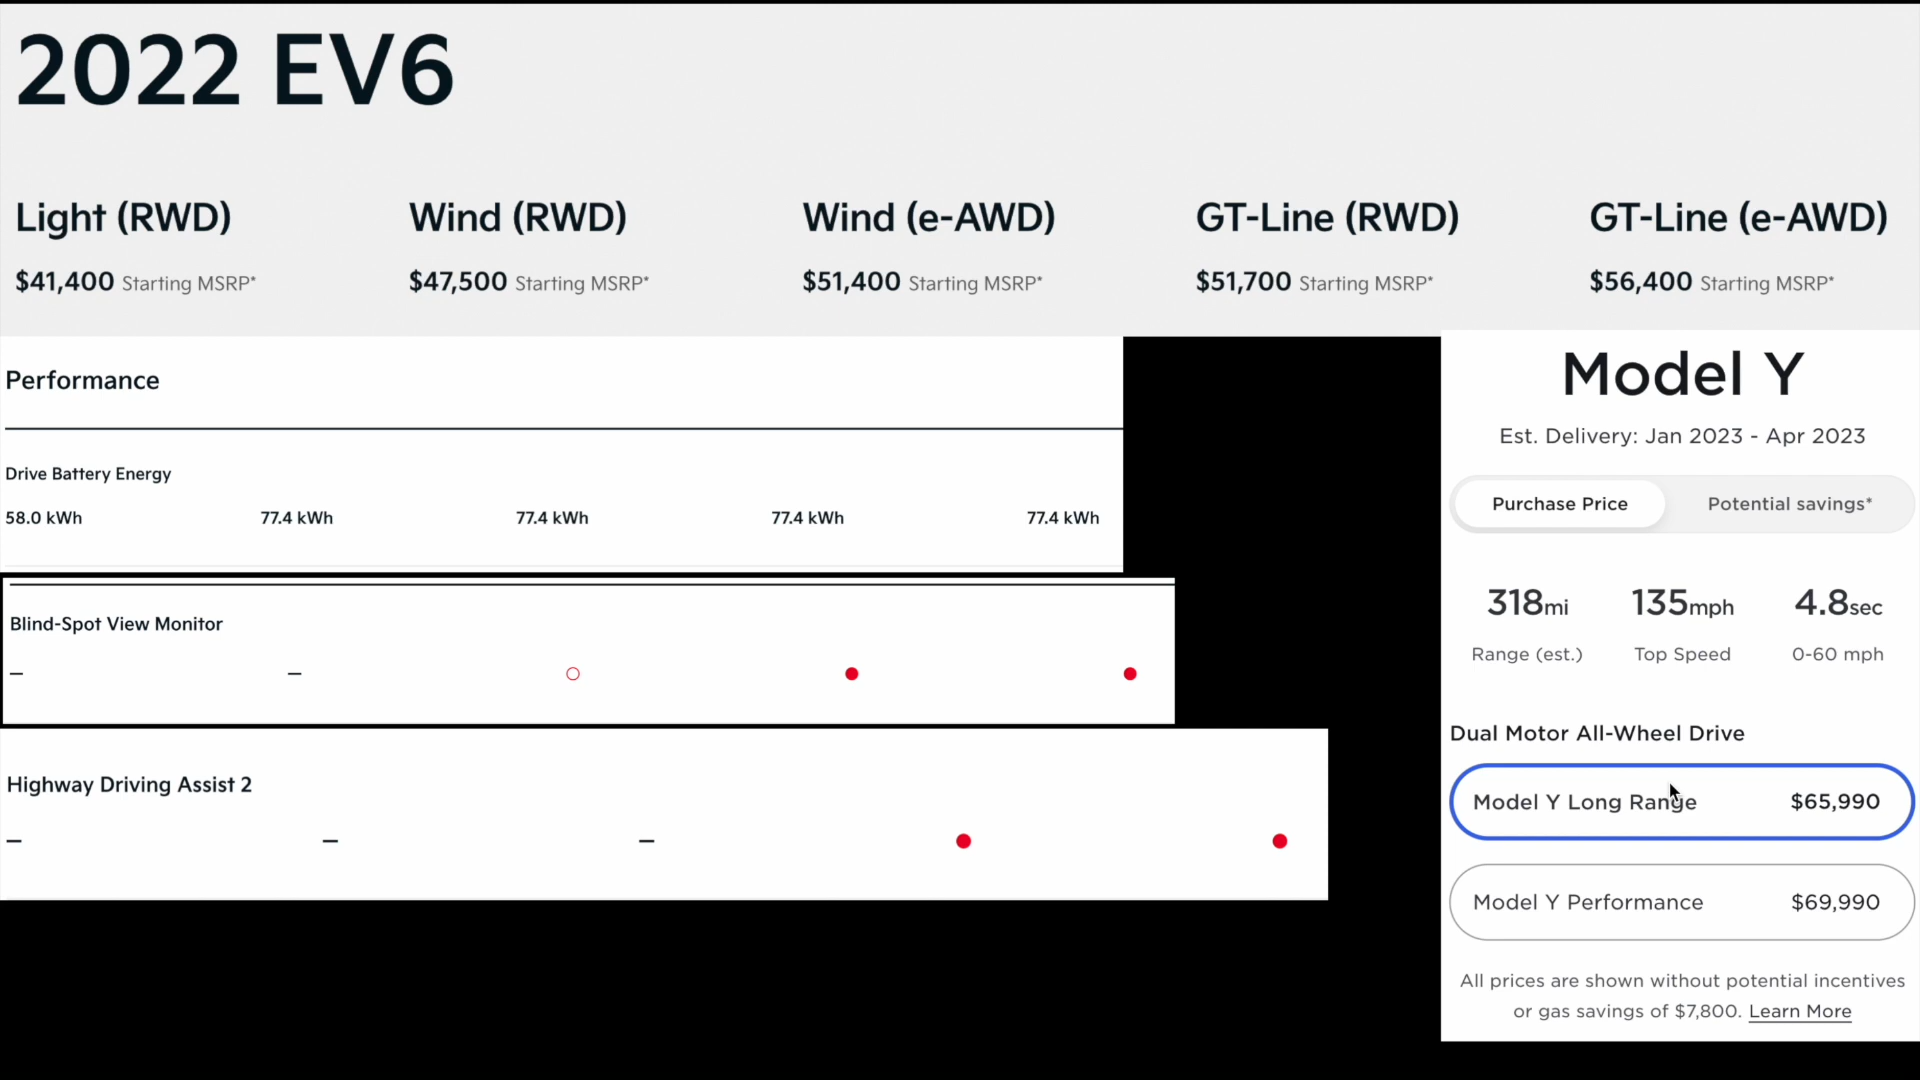 2022 EV6
Light (RWD) Wind (RWD) Wind (e-AWD) GT-Line (RWD) GT-Line (e-AWD)
$41,400 Starting MSRP* $47,500 Starting MSRP* $51,400 Starting MSRP* $51,700 Starting MSRP* $56,400 Starting MSRP*
Performance
Drive Battery Energy
58.0 kWh 77.4 kWh 77.4 kWh 77.4 kWh 77.4 kWh
Blind-Spot View Monitor
– –
Highway Driving Assist 2
– – –
Model Y
Est. Delivery: Jan 2023 - Apr 2023
Purchase Price Potential savings*
318mi 135mph 4.8sec
Range (est.) Top Speed 0-60 mph
Dual Motor All-Wheel Drive
Model Y Long Range $65,990
Model Y Performance $69,990
All prices are shown without potential incentives
or gas savings of $7,800. Learn More